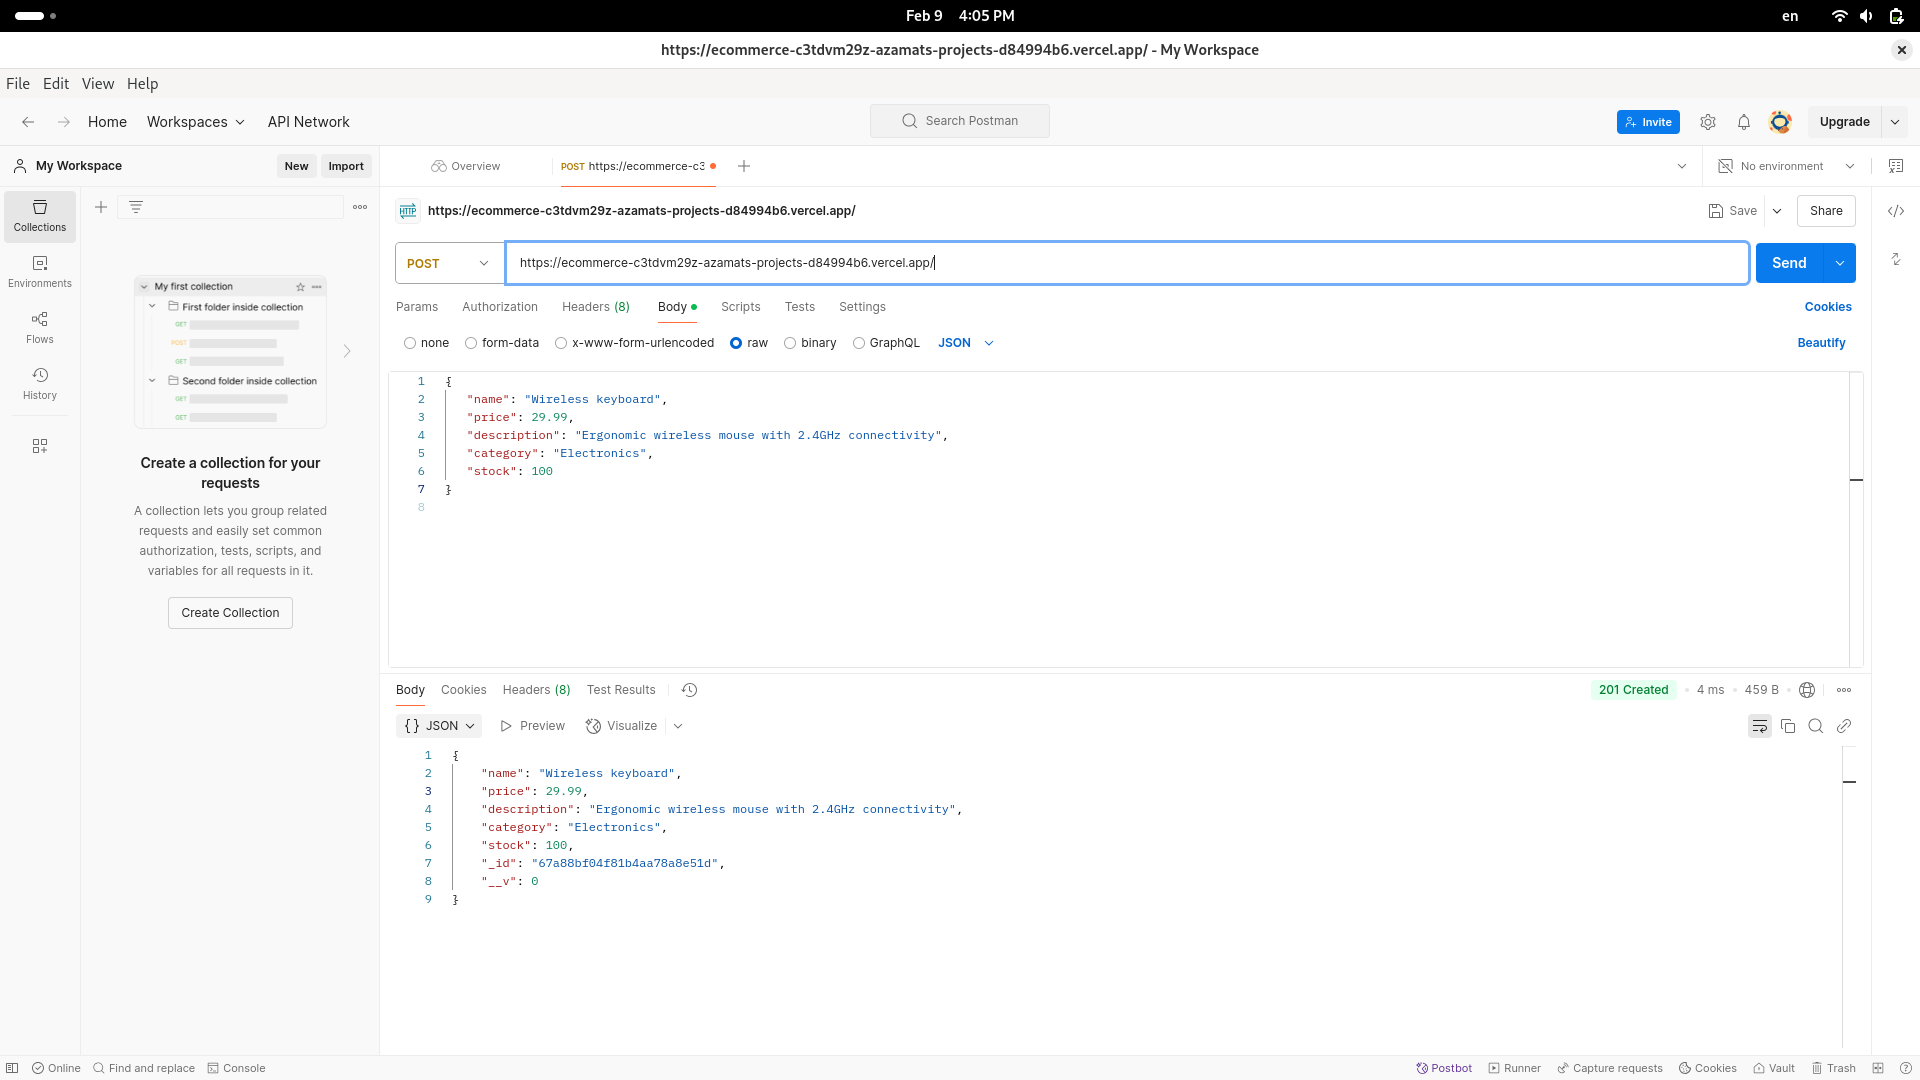 Feb 9 4:05 PM
en
https://ecommerce-c3tdvm29z-azamats-projects-d84994b6.vercel.app/ - My Workspace
File Edit View Help
Home Workspaces API Network
Search Postman
Invite
Upgrade
My Workspace
New
Import
Overview
POST https://ecommerce-c3
No environment
Collections
Environments
Flows
History
My first collection
First folder inside collection
GET
POST
GET
Second folder inside collection
GET
GET
Create a collection for your
requests
A collection lets you group related
requests and easily set common
authorization, tests, scripts, and
variables for all requests in it.
Create Collection
HTTP https://ecommerce-c3tdvm29z-azamats-projects-d84994b6.vercel.app/
Save
Share
POST https://ecommerce-c3tdvm29z-azamats-projects-d84994b6.vercel.app/
Send
Params Authorization Headers (8) Body Scripts Tests Settings
Cookies
none form-data x-www-form-urlencoded raw binary GraphQL JSON
Beautify
1 {
2 "name": "Wireless keyboard",
3 "price": 29.99,
4 "description": "Ergonomic wireless mouse with 2.4GHz connectivity",
5 "category": "Electronics",
6 "stock": 100
7 }
8
Body Cookies Headers (8) Test Results
201 Created 4 ms 459 B
{} JSON Preview Visualize
1 {
2 "name": "Wireless keyboard",
3 "price": 29.99,
4 "description": "Ergonomic wireless mouse with 2.4GHz connectivity",
5 "category": "Electronics",
6 "stock": 100,
7 "_id": "67a88bf04f81b4aa78a8e51d",
8 "__v": 0
9 }
Online Find and replace Console
Postbot Runner Capture requests Cookies Vault Trash